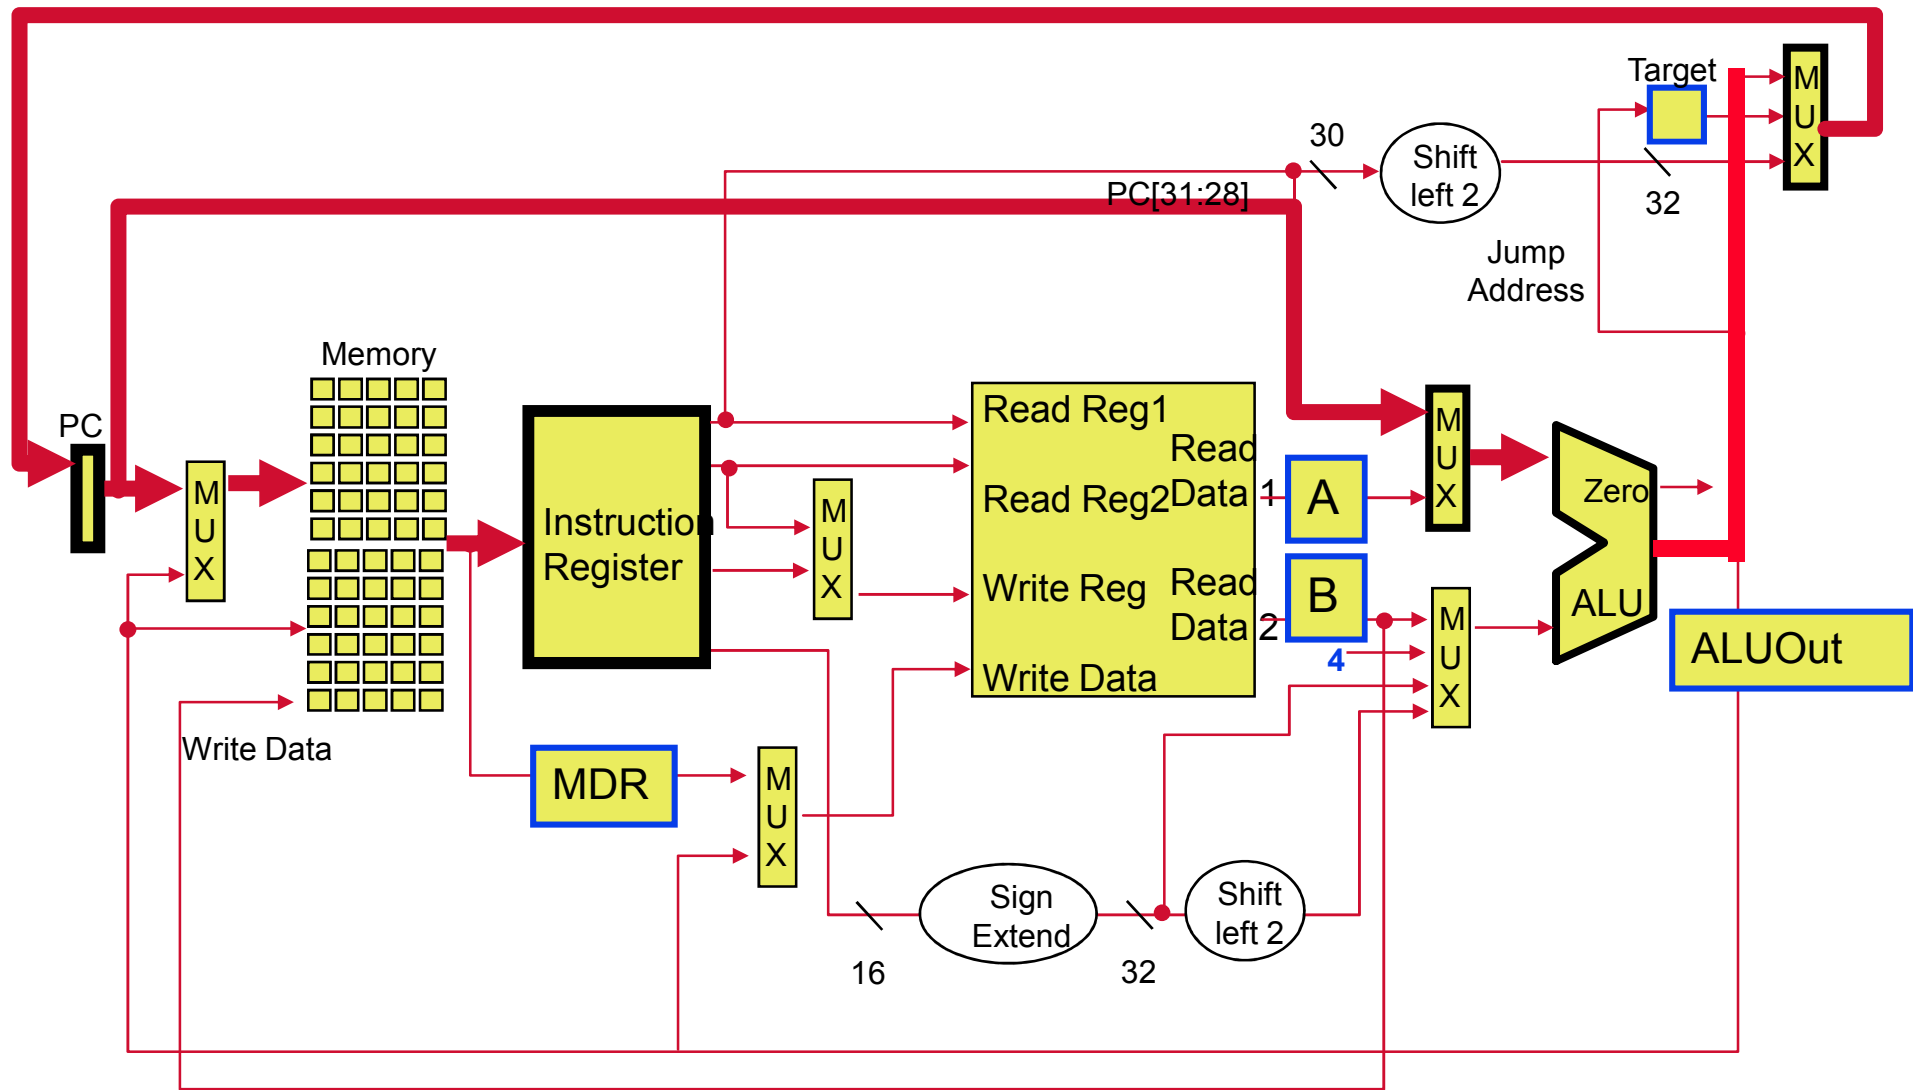 Target
M
U
X
30
Shift
left 2
PC[31:28]
32
Jump
Address
Memory
PC
M
U
X
Instruction
Register
M
U
X
Read Reg1
Read
Data 1
Read Reg2
Write Reg
Read
Data 2
Write Data
A
B
4
M
U
X
M
U
X
Zero
ALU
ALUOut
Write Data
MDR
M
U
X
Sign
Extend
16
32
Shift
left 2